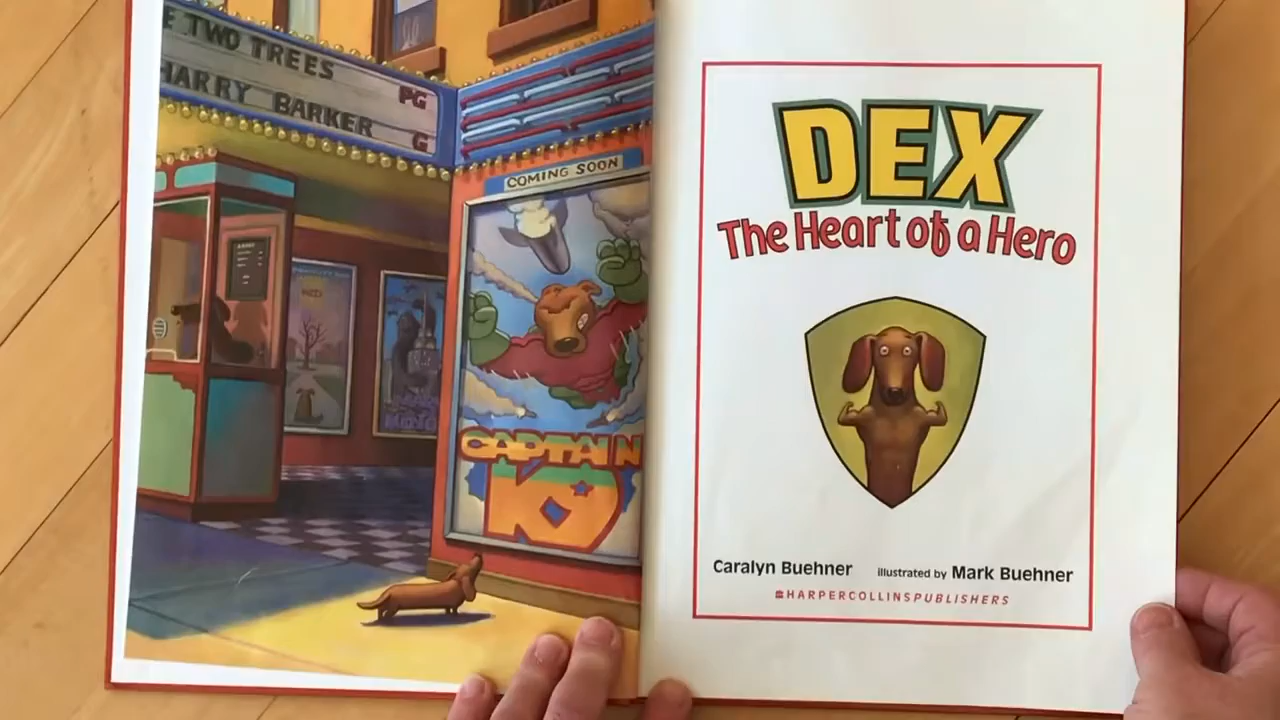 E TWO TREES PG
HARRY BARKER G
COMING SOON
CAPTAIN
K9
DEX
The Heart of a Hero
Caralyn Buehner illustrated by Mark Buehner
HARPERCOLLINSPUBLISHERS